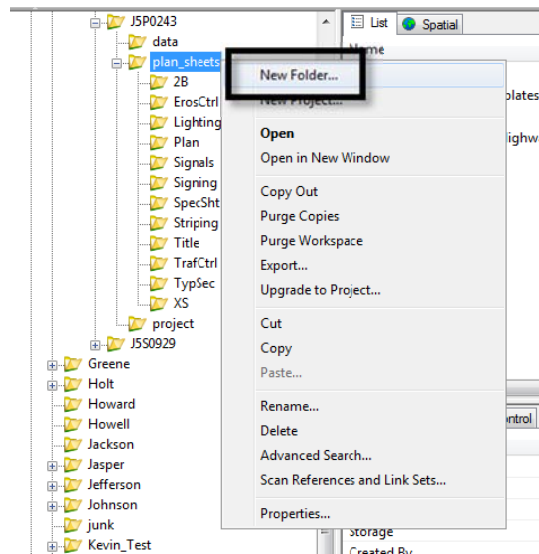 J5P0243
List
Spatial
data
plan_sheets
New Folder...
2B
ErosCtrl
New Project...
Lighting
Plan
Open
Signals
Open in New Window
Signing
SpecSht
Copy Out
Striping
Purge Copies
Title
Purge Workspace
TrafCtrl
Export...
TypSec
Upgrade to Project...
XS
project
Cut
J5S0929
Copy
Greene
Paste...
Holt
Howard
Rename...
Howell
Delete
Jackson
Advanced Search...
Jasper
Scan References and Link Sets...
Jefferson
Johnson
Properties...
junk
Storage
Kevin_Test
Created By